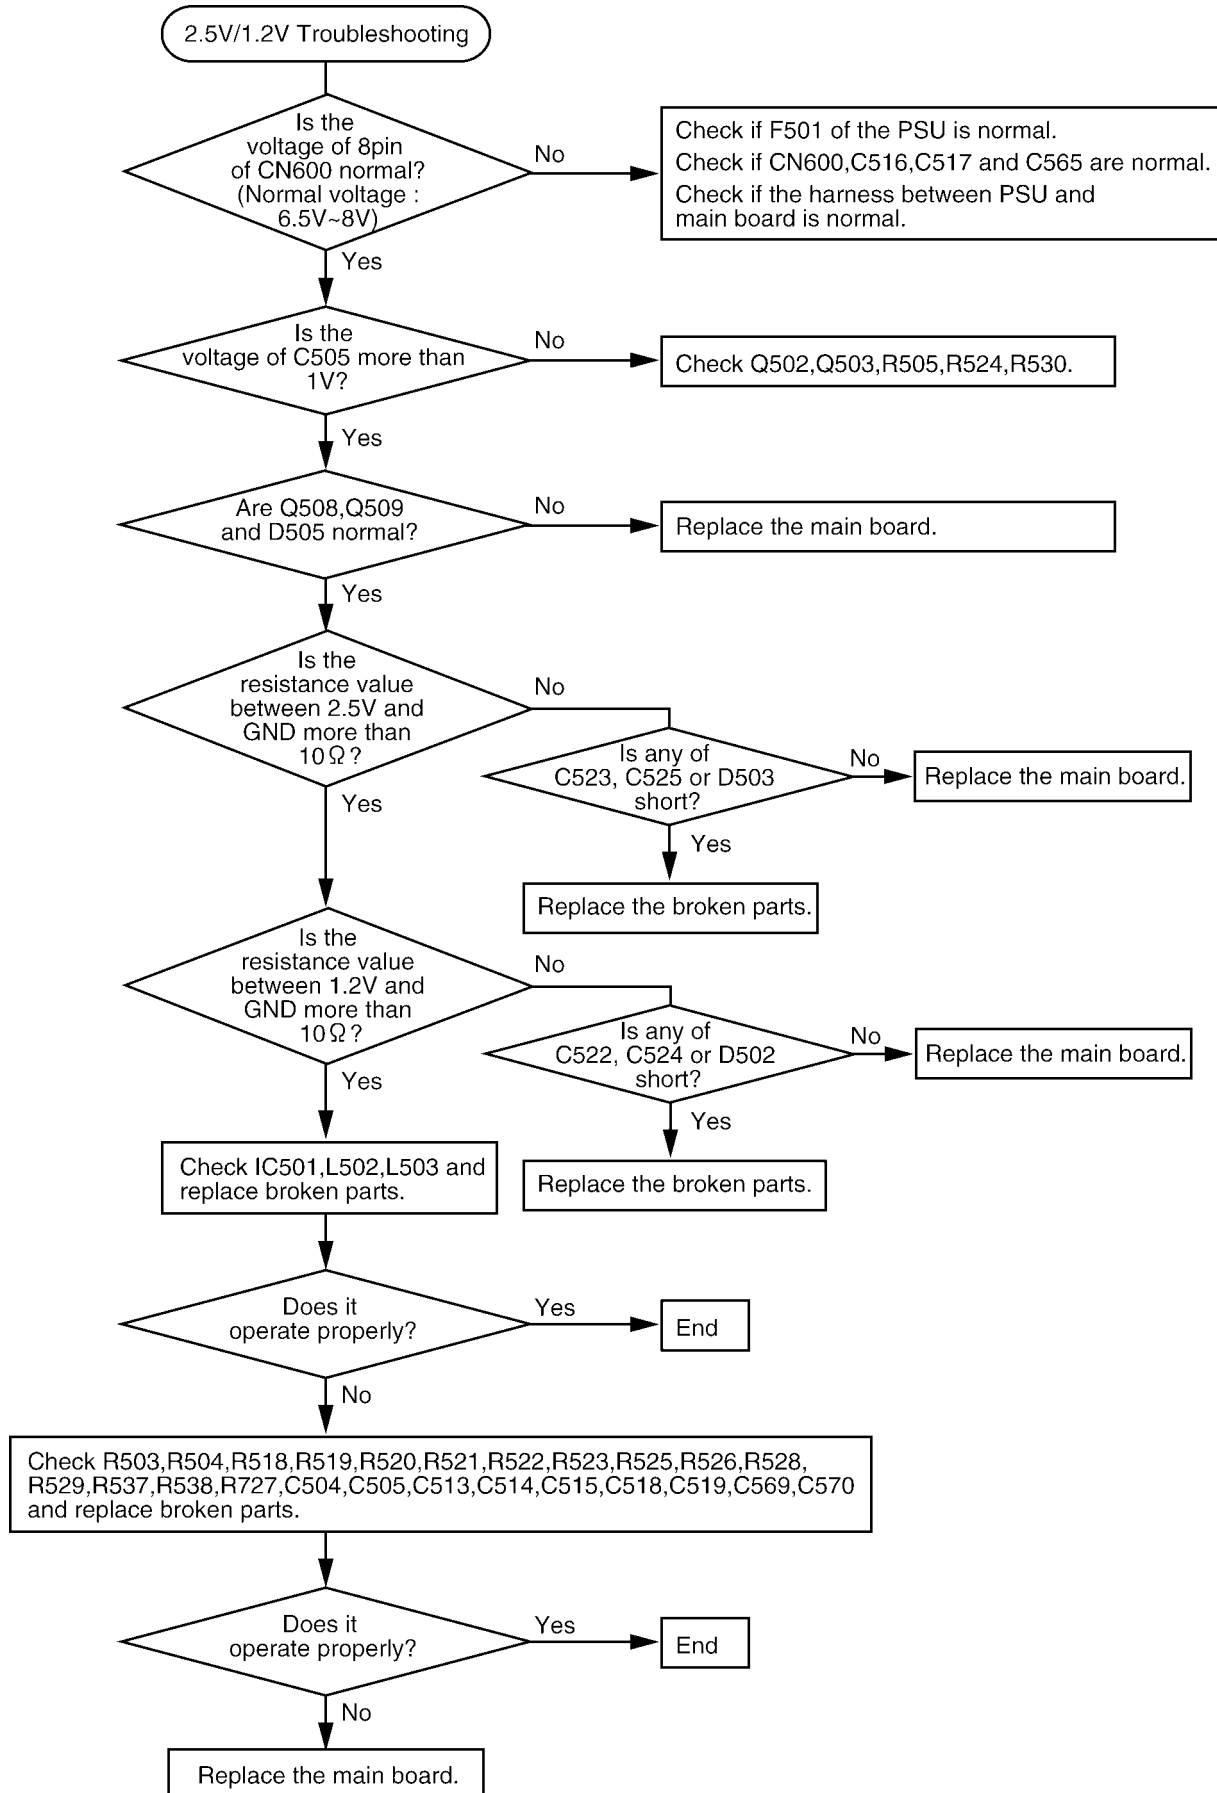 2.5V/1.2V Troubleshooting
Is the
voltage of 8pin
of CN600 normal?
(Normal voltage :
6.5V~8V)
No
Check if F501 of the PSU is normal.
Check if CN600,C516,C517 and C565 are normal.
Check if the harness between PSU and
main board is normal.
Yes
Is the
voltage of C505 more than
1V?
No
Check Q502,Q503,R505,R524,R530.
Yes
Are Q508,Q509
and D505 normal?
No
Replace the main board.
Yes
Is the
resistance value
between 2.5V and
GND more than
10Ω?
No
Is any of
C523, C525 or D503
short?
No
Replace the main board.
Yes
Yes
Replace the broken parts.
Is the
resistance value
between 1.2V and
GND more than
10Ω?
No
Is any of
C522, C524 or D502
short?
No
Replace the main board.
Yes
Yes
Replace the broken parts.
Check IC501,L502,L503 and
replace broken parts.
Does it
operate properly?
Yes
End
No
Check R503,R504,R518,R519,R520,R521,R522,R523,R525,R526,R528,
R529,R537,R538,R727,C504,C505,C513,C514,C515,C518,C519,C569,C570
and replace broken parts.
Does it
operate properly?
Yes
End
No
Replace the main board.